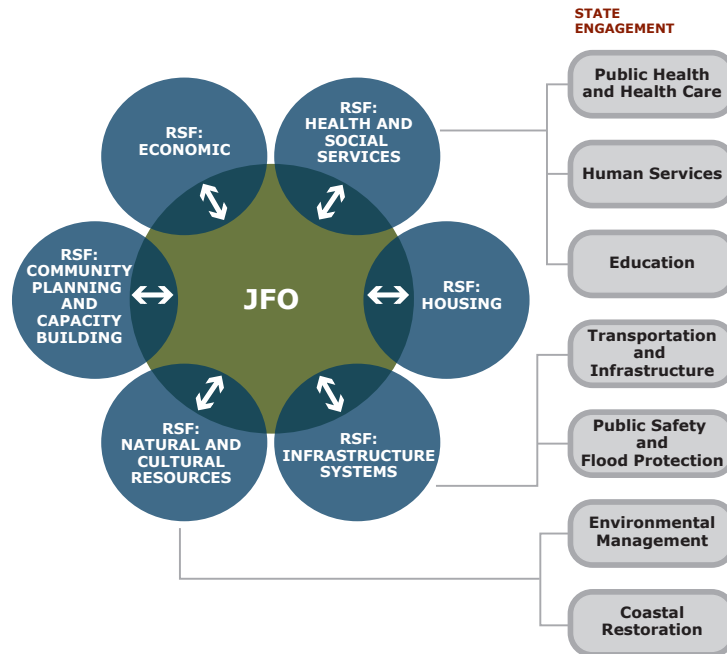 STATE
ENGAGEMENT
RSF:
ECONOMIC
RSF:
HEALTH AND
SOCIAL
SERVICES
RSF:
COMMUNITY
PLANNING
AND
CAPACITY
BUILDING
JFO
RSF:
HOUSING
RSF:
NATURAL AND
CULTURAL
RESOURCES
RSF:
INFRASTRUCTURE
SYSTEMS
Public Health
and Health Care
Human Services
Education
Transportation
and
Infrastructure
Public Safety
and
Flood Protection
Environmental
Management
Coastal
Restoration